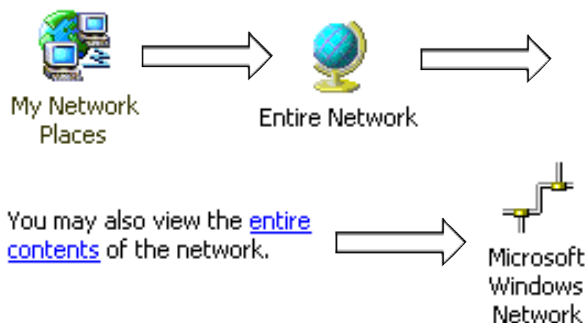 My Network
Places
Entire Network
You may also view the entire
contents of the network.
Microsoft
Windows
Network